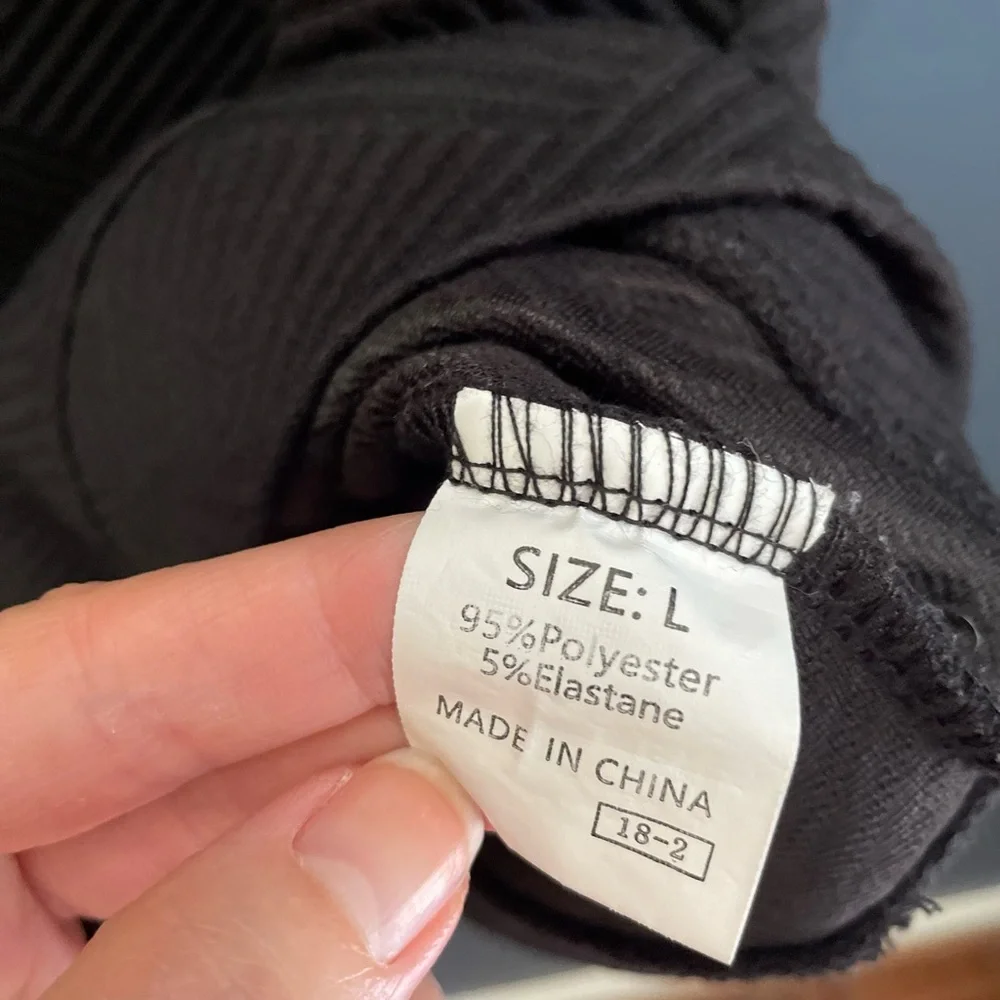 SIZE: L
95%Polyester
5%Elastane
MADE IN CHINA
18-2